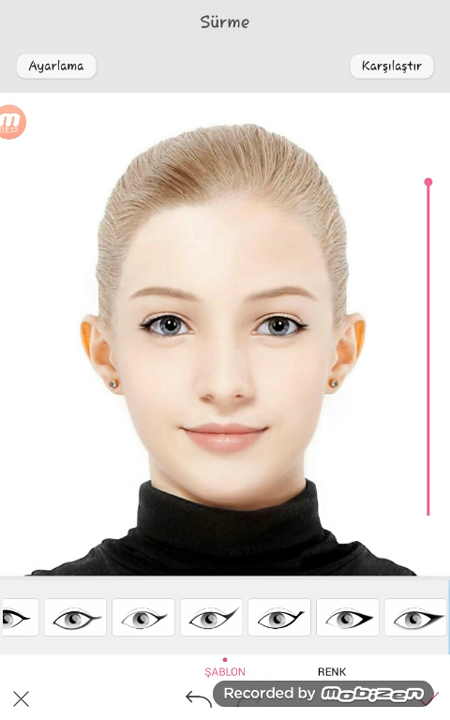 Sürme
Ayarlama
Karşılaştır
m
ŞABLON
RENK
Recorded by MOBIZEN